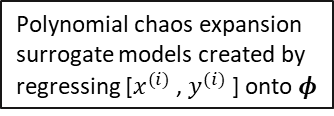 Polynomial chaos expansion
surrogate models created by
regressing [𝑥⁽ⁱ⁾ , 𝑦⁽ⁱ⁾ ] onto 𝝓